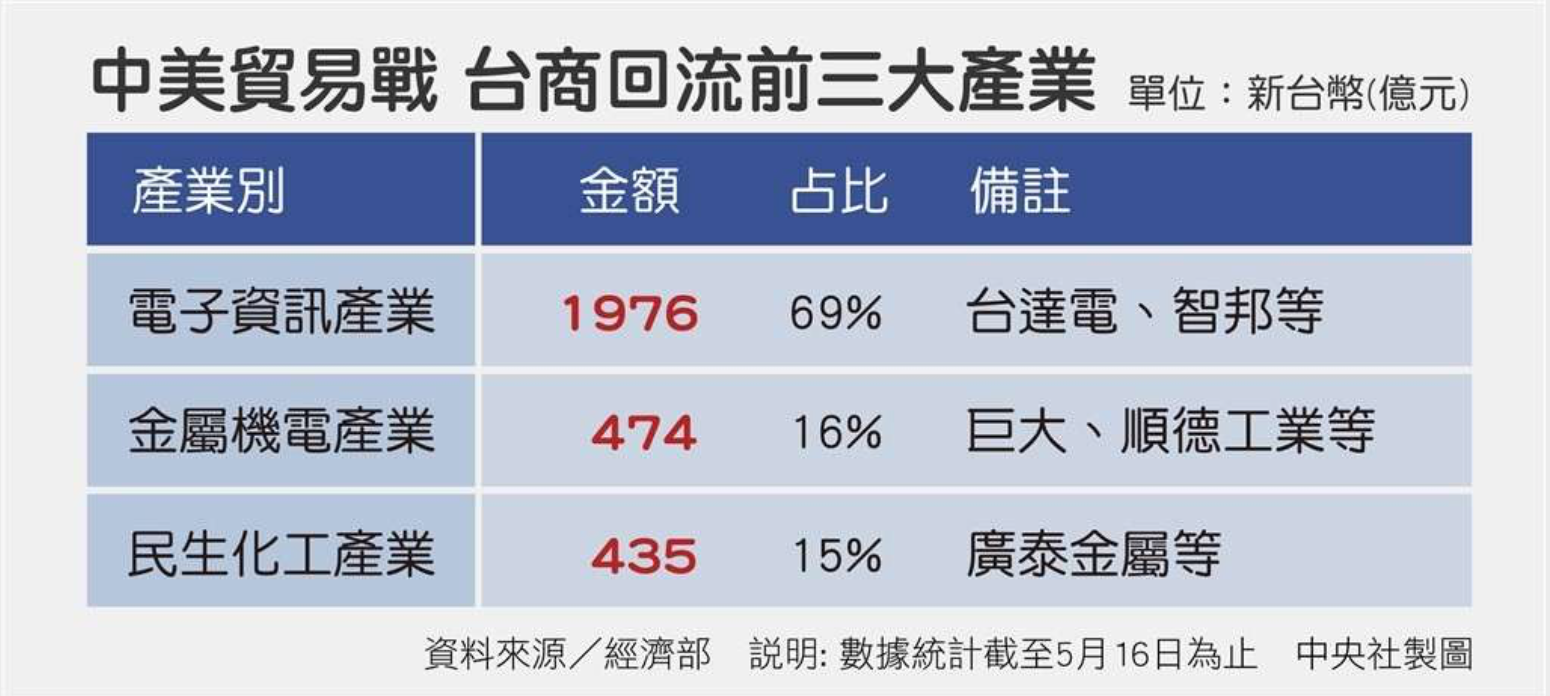 中美貿易戰 台商回流前三大產業 單位：新台幣(億元)
產業別 金額 占比 備註
電子資訊產業 1976 69% 台達電、智邦等
金屬機電產業 474 16% 巨大、順德工業等
民生化工產業 435 15% 廣泰金屬等
資料來源／經濟部 說明: 數據統計截至5月16日為止 中央社製圖